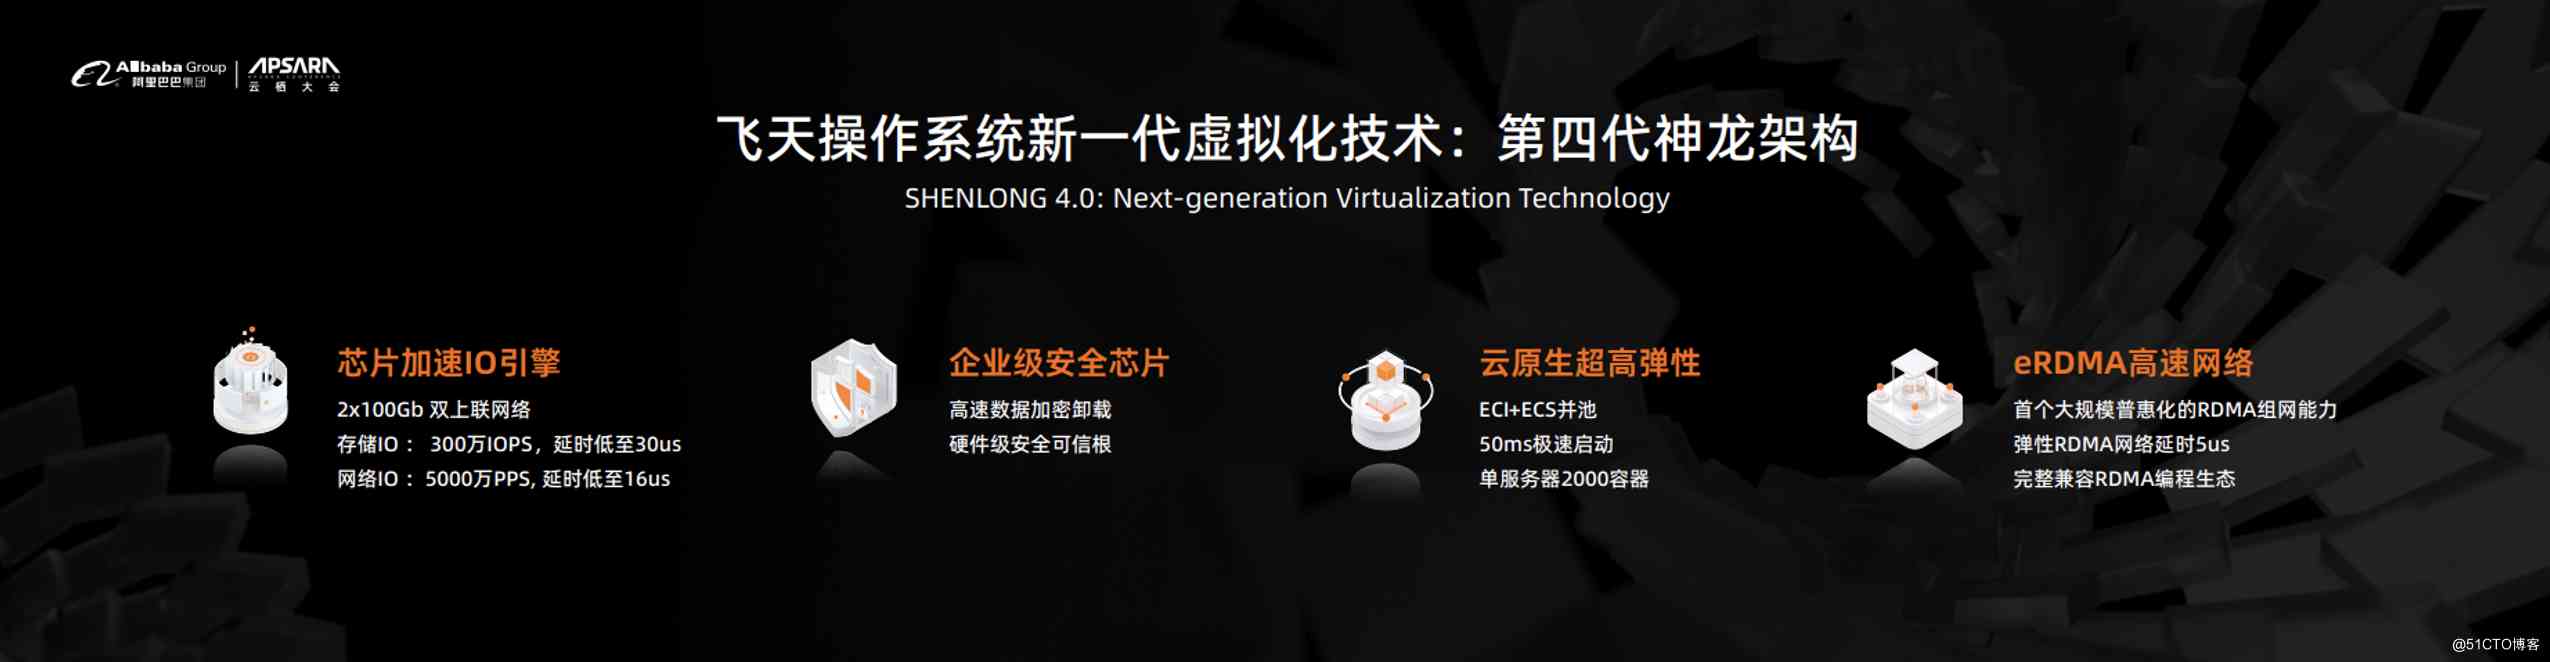 Alibaba Group
阿里巴巴集团
APSARA
云栖大会
飞天操作系统新一代虚拟化技术：第四代神龙架构
SHENLONG 4.0: Next-generation Virtualization Technology
芯片加速IO引擎
2x100Gb 双上联网络
存储IO： 300万IOPS，延时低至30us
网络IO：5000万PPS, 延时低至16us
企业级安全芯片
高速数据加密卸载
硬件级安全可信根
云原生超高弹性
ECI+ECS并池
50ms极速启动
单服务器2000容器
eRDMA高速网络
首个大规模普惠化的RDMA组网能力
弹性RDMA网络延时5us
完整兼容RDMA编程生态
@51CTO博客